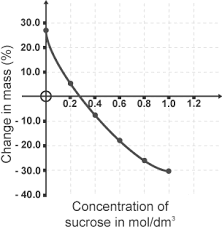 Change in mass (%)
30.0
20.0
10.0
0.2 0.4 0.6 0.8 1.0 1.2
- 10.0
- 20.0
- 30.0
- 40.0
Concentration of
sucrose in mol/dm³